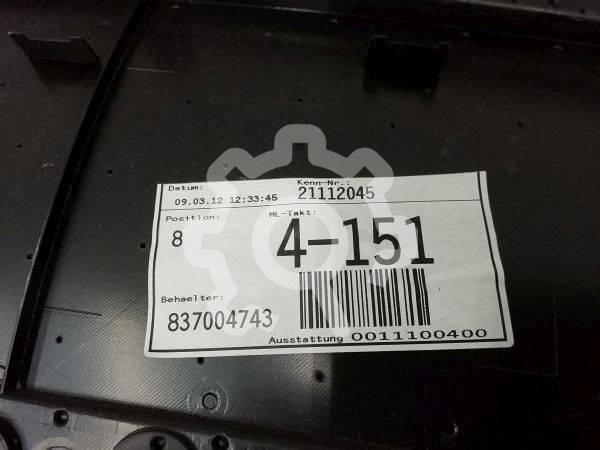 Datum: Kenn-Nr.:
09.03.12 12:33:45 21112045
Position: ML-Takt:
8 4-151
Behaelter:
837004743
Ausstattung 0011100400